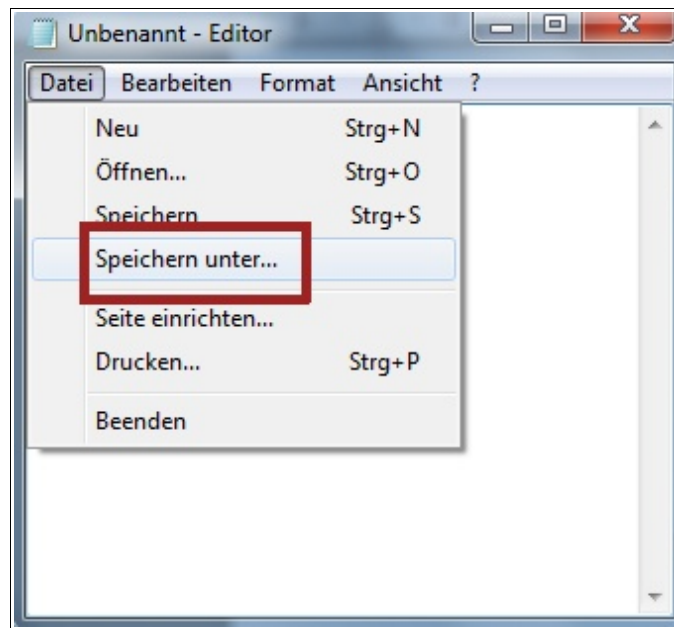 Unbenannt - Editor
Datei Bearbeiten Format Ansicht ?
Neu Strg+N
Öffnen... Strg+O
Speichern Strg+S
Speichern unter...
Seite einrichten...
Drucken... Strg+P
Beenden